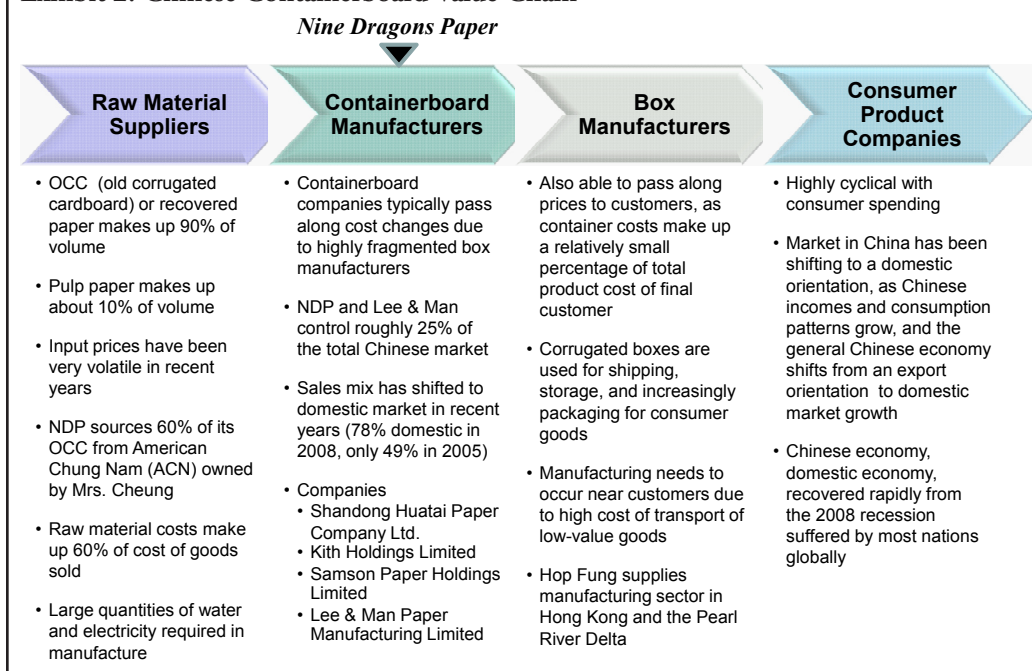 Exhibit 2: Chinese Containerboard Value Chain
Nine Dragons Paper
Raw Material
Suppliers
• OCC (old corrugated
cardboard) or recovered
paper makes up 90% of
volume
• Pulp paper makes up
about 10% of volume
• Input prices have been
very volatile in recent
years
• NDP sources 60% of its
OCC from American
Chung Nam (ACN) owned
by Mrs. Cheung
• Raw material costs make
up 60% of cost of goods
sold
• Large quantities of water
and electricity required in
manufacture
Containerboard
Manufacturers
• Containerboard
companies typically pass
along cost changes due
to highly fragmented box
manufacturers
• NDP and Lee & Man
control roughly 25% of
the total Chinese market
• Sales mix has shifted to
domestic market in recent
years (78% domestic in
2008, only 49% in 2005)
• Companies
• Shandong Huatai Paper
Company Ltd.
• Kith Holdings Limited
• Samson Paper Holdings
Limited
• Lee & Man Paper
Manufacturing Limited
Box
Manufacturers
• Also able to pass along
prices to customers, as
container costs make up
a relatively small
percentage of total
product cost of final
customer
• Corrugated boxes are
used for shipping,
storage, and increasingly
packaging for consumer
goods
• Manufacturing needs to
occur near customers due
to high cost of transport of
low-value goods
• Hop Fung supplies
manufacturing sector in
Hong Kong and the Pearl
River Delta
Consumer
Product
Companies
• Highly cyclical with
consumer spending
• Market in China has been
shifting to a domestic
orientation, as Chinese
incomes and consumption
patterns grow, and the
general Chinese economy
shifts from an export
orientation to domestic
market growth
• Chinese economy,
domestic economy,
recovered rapidly from
the 2008 recession
suffered by most nations
globally